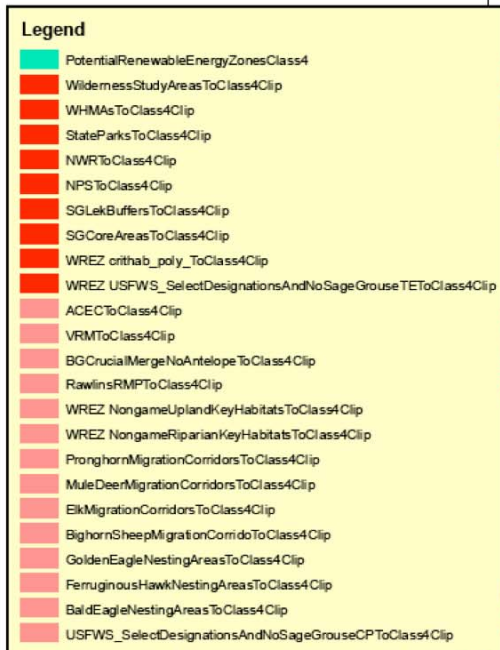 Legend
PotentialRenewableEnergyZonesClass4
WildernessStudyAreasToClass4Clip
WHMAsToClass4Clip
StateParksToClass4Clip
NWRToClass4Clip
NPSToClass4Clip
SGLekBuffersToClass4Clip
SGCoreAreasToClass4Clip
WREZ crithab_poly_ToClass4Clip
WREZ USFWS_SelectDesignationsAndNoSageGrouseTEToClass4Clip
ACECToClass4Clip
VRMToClass4Clip
BGCrucialMergeNoAntelopeToClass4Clip
RawlinsRMPToClass4Clip
WREZ NongameUplandKeyHabitatsToClass4Clip
WREZ NongameRiparianKeyHabitatsToClass4Clip
PronghornMigrationCorridorsToClass4Clip
MuleDeerMigrationCorridorsToClass4Clip
ElkMigrationCorridorsToClass4Clip
BighornSheepMigrationCorridoToClass4Clip
GoldenEagleNestingAreasToClass4Clip
FerruginousHawkNestingAreasToClass4Clip
BaldEagleNestingAreasToClass4Clip
USFWS_SelectDesignationsAndNoSageGrouseCPToClass4Clip